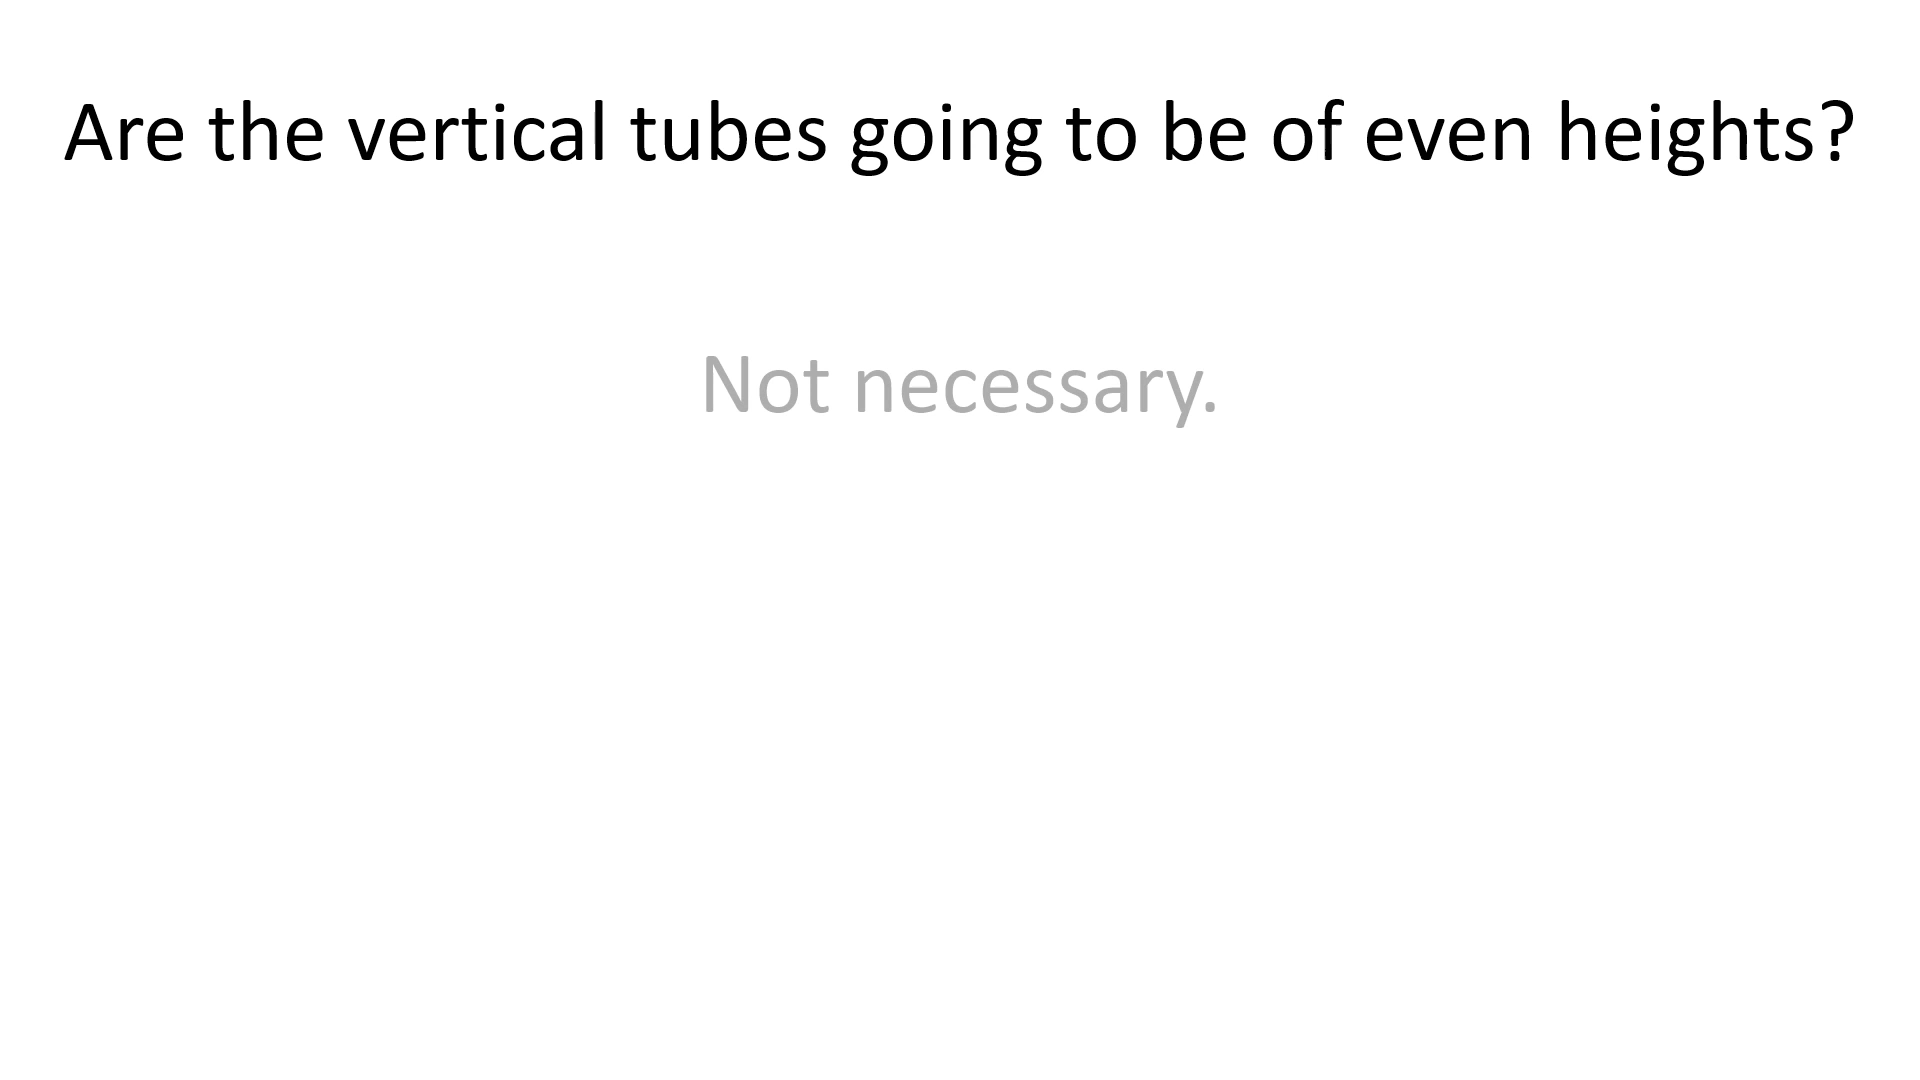 Are the vertical tubes going to be of even heights?
Not necessary.